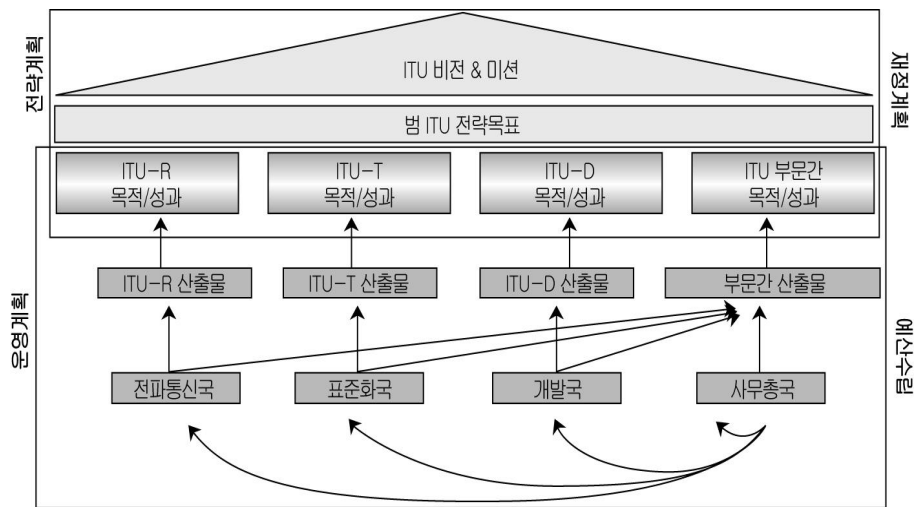 전략계획
재정계획
ITU 비전 & 미션
범 ITU 전략목표
ITU-R
목적/성과
ITU-T
목적/성과
ITU-D
목적/성과
ITU 부문간
목적/성과
운영계획
예산수립
ITU-R 산출물
ITU-T 산출물
ITU-D 산출물
부문간 산출물
전파통신국
표준화국
개발국
사무총국